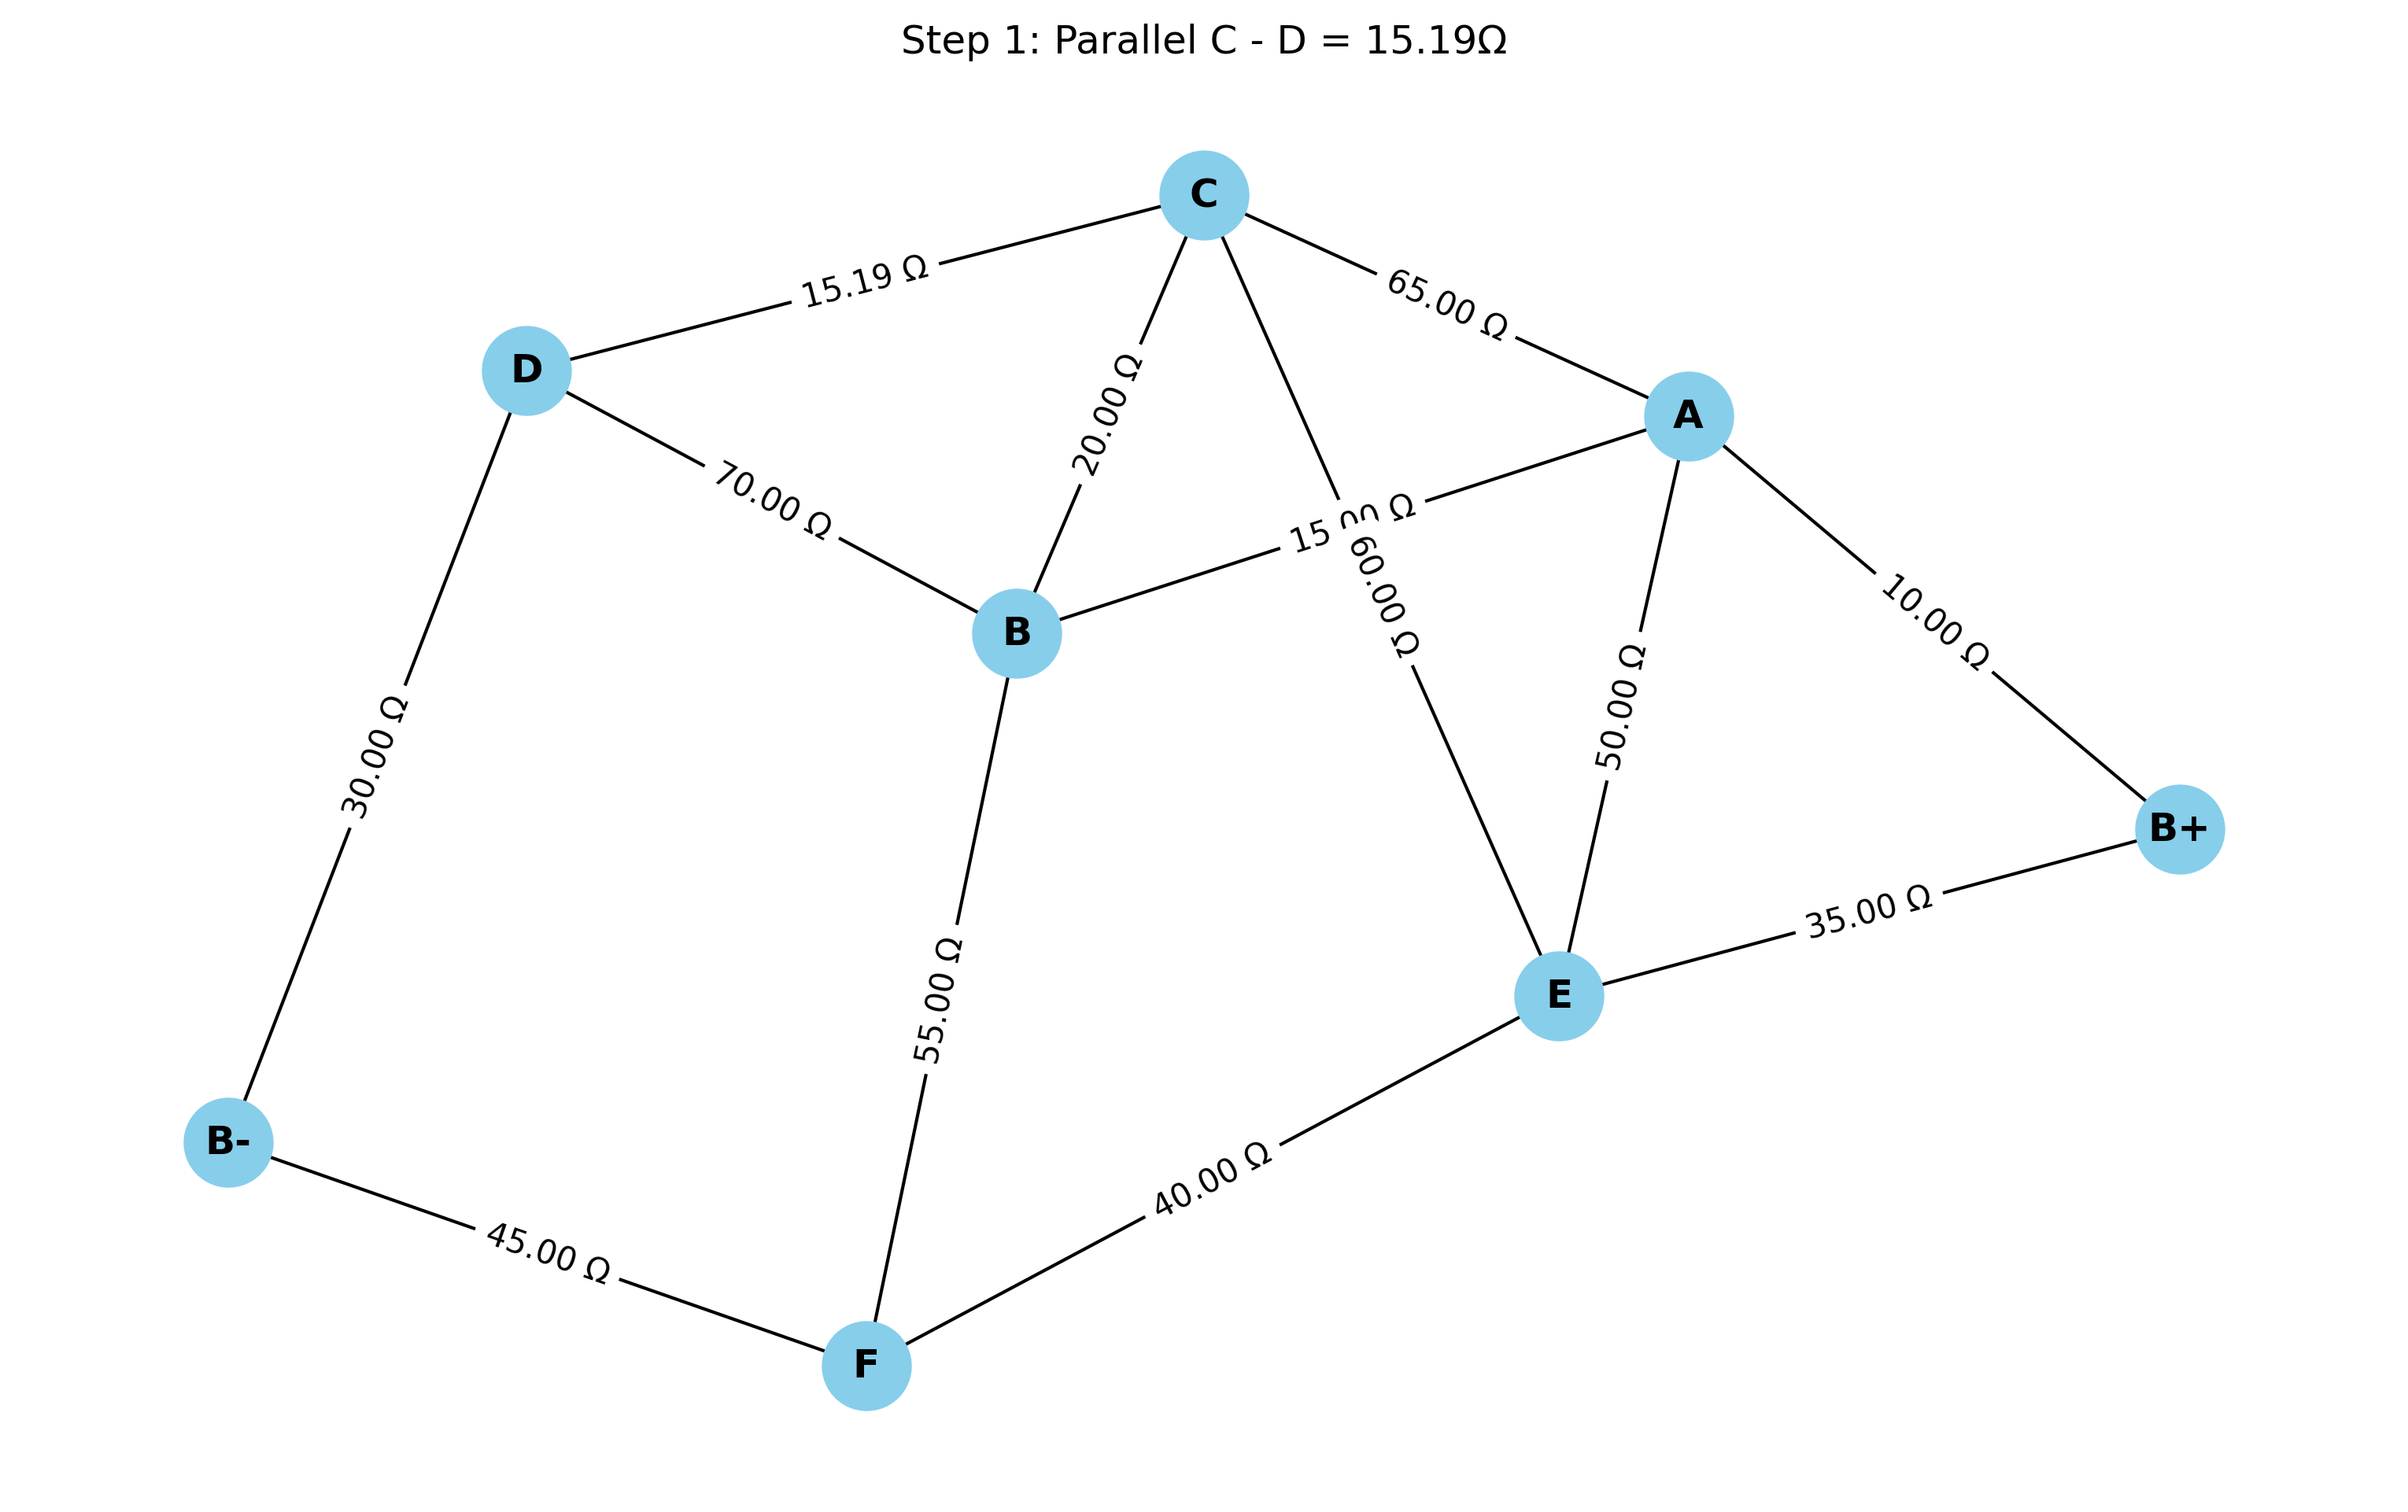 Step 1: Parallel C - D = 15.19Ω
C
15.19 Ω
65.00 Ω
D
20.00 Ω
A
70.00 Ω
15.00 Ω
60.00 Ω
10.00 Ω
B
50.00 Ω
30.00 Ω
B+
35.00 Ω
55.00 Ω
E
B-
40.00 Ω
45.00 Ω
F